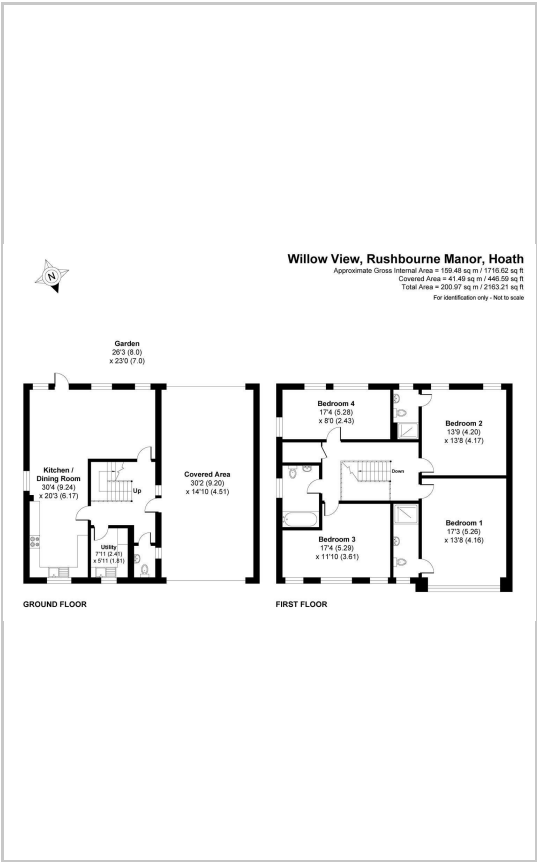 Willow View, Rushbourne Manor, Hoath
Approximate Gross Internal Area = 159.48 sq m / 1716.62 sq ft
Covered Area = 41.49 sq m / 446.59 sq ft
Total Area = 200.97 sq m / 2163.21 sq ft
For identification only - Not to scale
N
Garden
26'3 (8.0)
x 23'0 (7.0)
Kitchen /
Dining Room
30'4 (9.24)
x 20'3 (6.17)
Up
Utility
7'11 (2.41)
x 5'11 (1.81)
Covered Area
30'2 (9.20)
x 14'10 (4.51)
GROUND FLOOR
Bedroom 4
17'4 (5.28)
x 8'0 (2.43)
Bedroom 2
13'9 (4.20)
x 13'8 (4.17)
Down
Bedroom 3
17'4 (5.29)
x 11'10 (3.61)
Bedroom 1
17'3 (5.26)
x 13'8 (4.16)
FIRST FLOOR